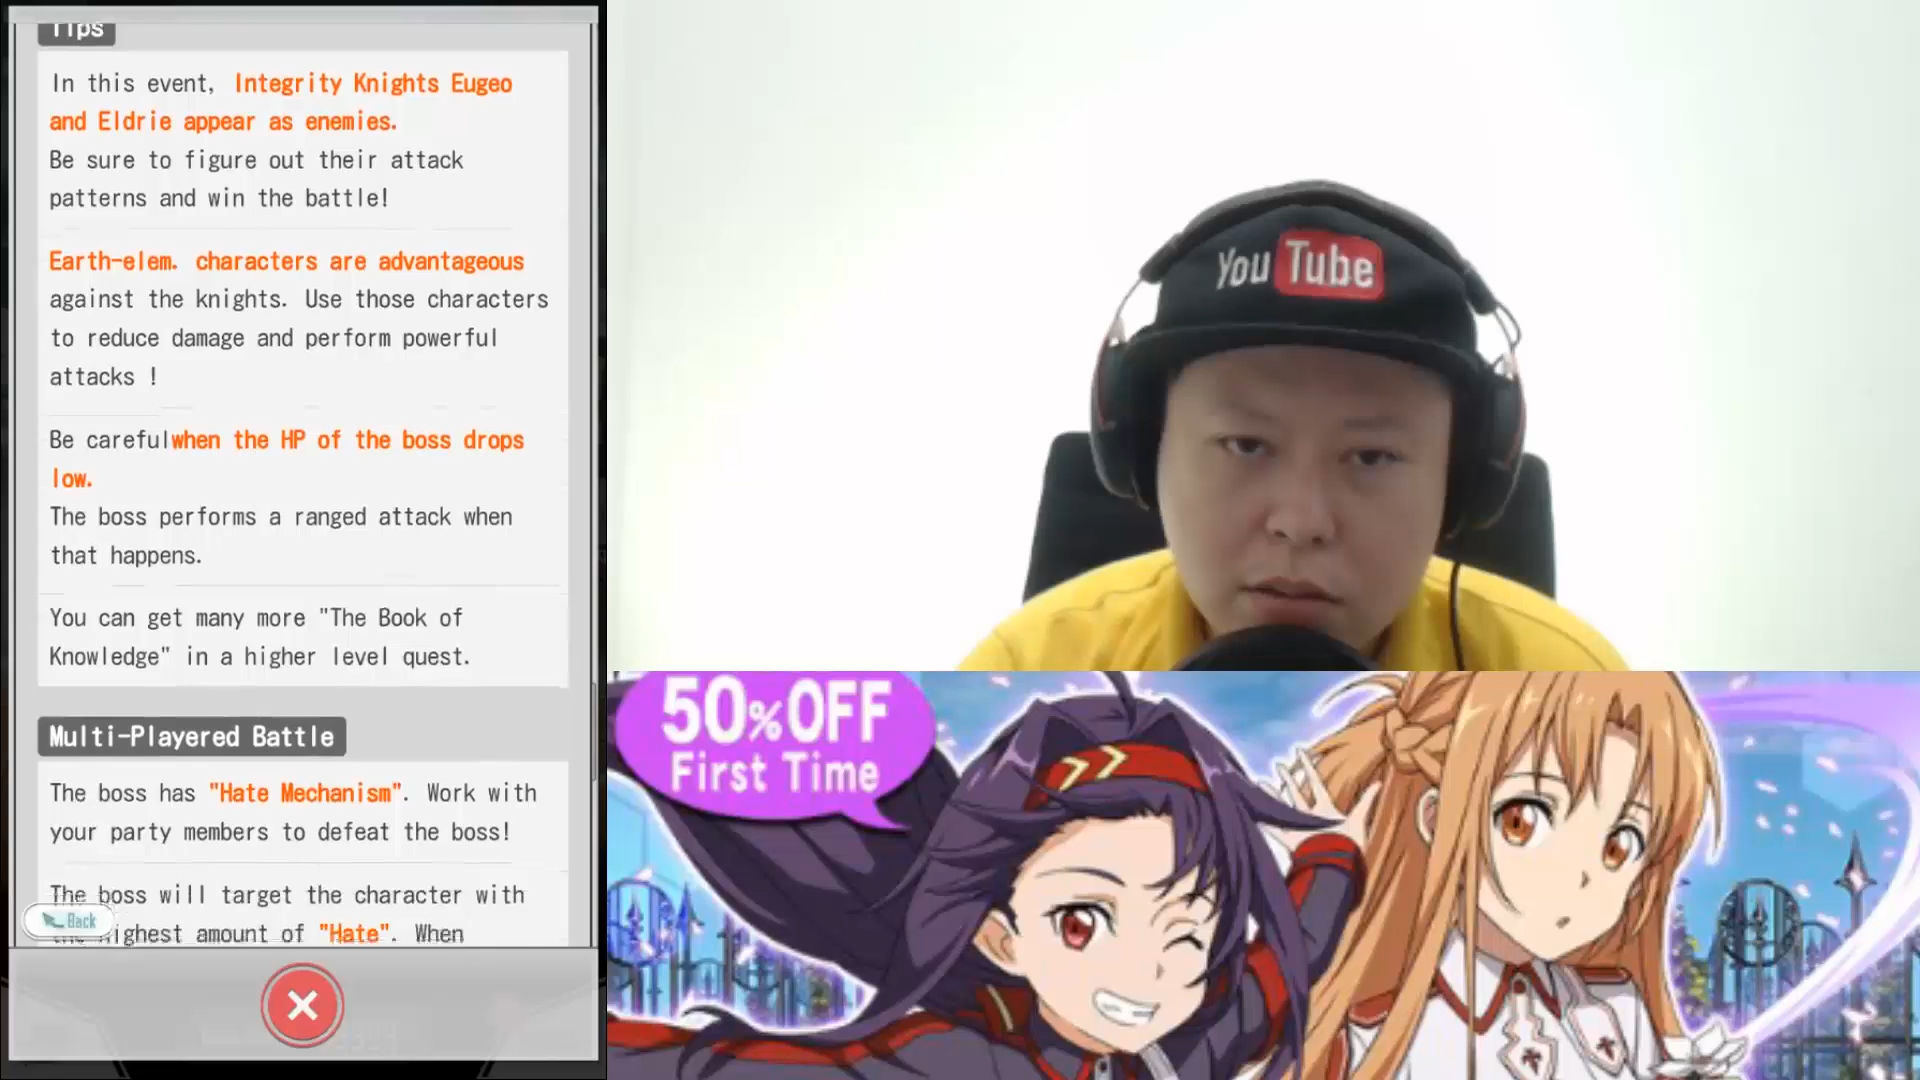 Tips
In this event, Integrity Knights Eugeo
and Eldrie appear as enemies.
Be sure to figure out their attack
patterns and win the battle!
Earth-elem. characters are advantageous
against the knights. Use those characters
to reduce damage and perform powerful
attacks !
Be carefulwhen the HP of the boss drops
low.
The boss performs a ranged attack when
that happens.
You can get many more "The Book of
Knowledge" in a higher level quest.
Multi-Playered Battle
The boss has "Hate Mechanism". Work with
your party members to defeat the boss!
The boss will target the character with
the highest amount of "Hate". When
Back
You Tube
50%OFF
First Time